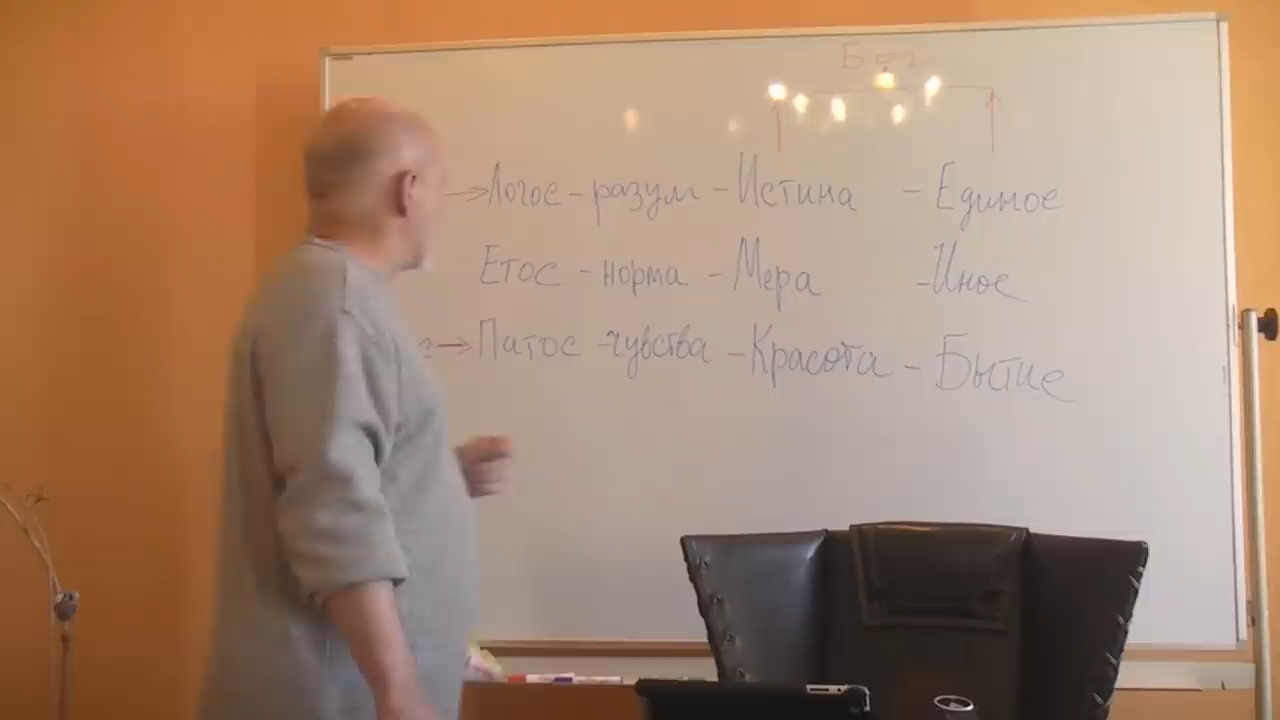 Бог
→Логос – разум – Истина – Единое
Етос – норма – Мера – Иное
→Патос – чувства – Красота – Бытие